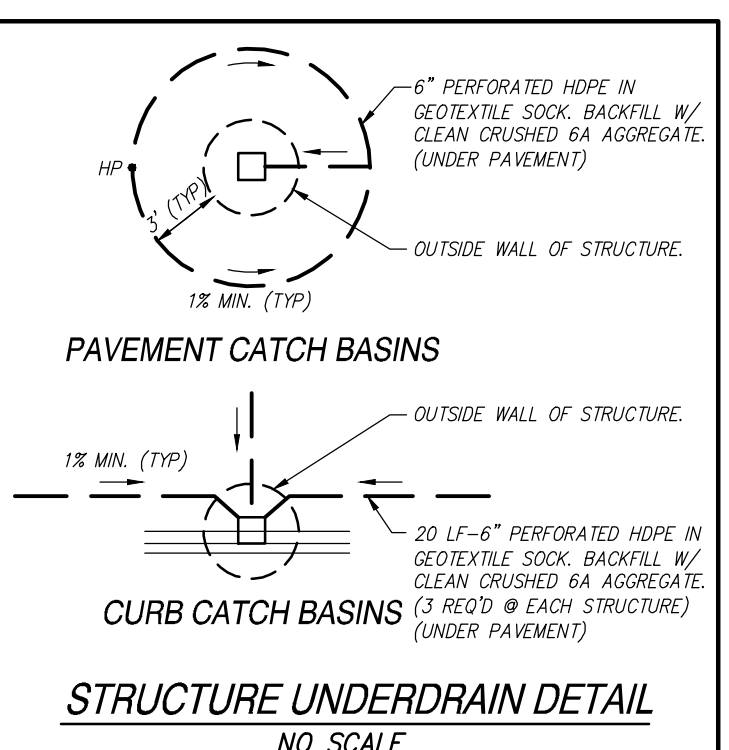 6" PERFORATED HDPE IN
GEOTEXTILE SOCK. BACKFILL W/
CLEAN CRUSHED 6A AGGREGATE.
(UNDER PAVEMENT)
HP
3' (TYP)
OUTSIDE WALL OF STRUCTURE.
1% MIN. (TYP)
PAVEMENT CATCH BASINS
OUTSIDE WALL OF STRUCTURE.
1% MIN. (TYP)
20 LF-6" PERFORATED HDPE IN
GEOTEXTILE SOCK. BACKFILL W/
CLEAN CRUSHED 6A AGGREGATE.
(3 REQ'D @ EACH STRUCTURE)
(UNDER PAVEMENT)
CURB CATCH BASINS
STRUCTURE UNDERDRAIN DETAIL
NO SCALE